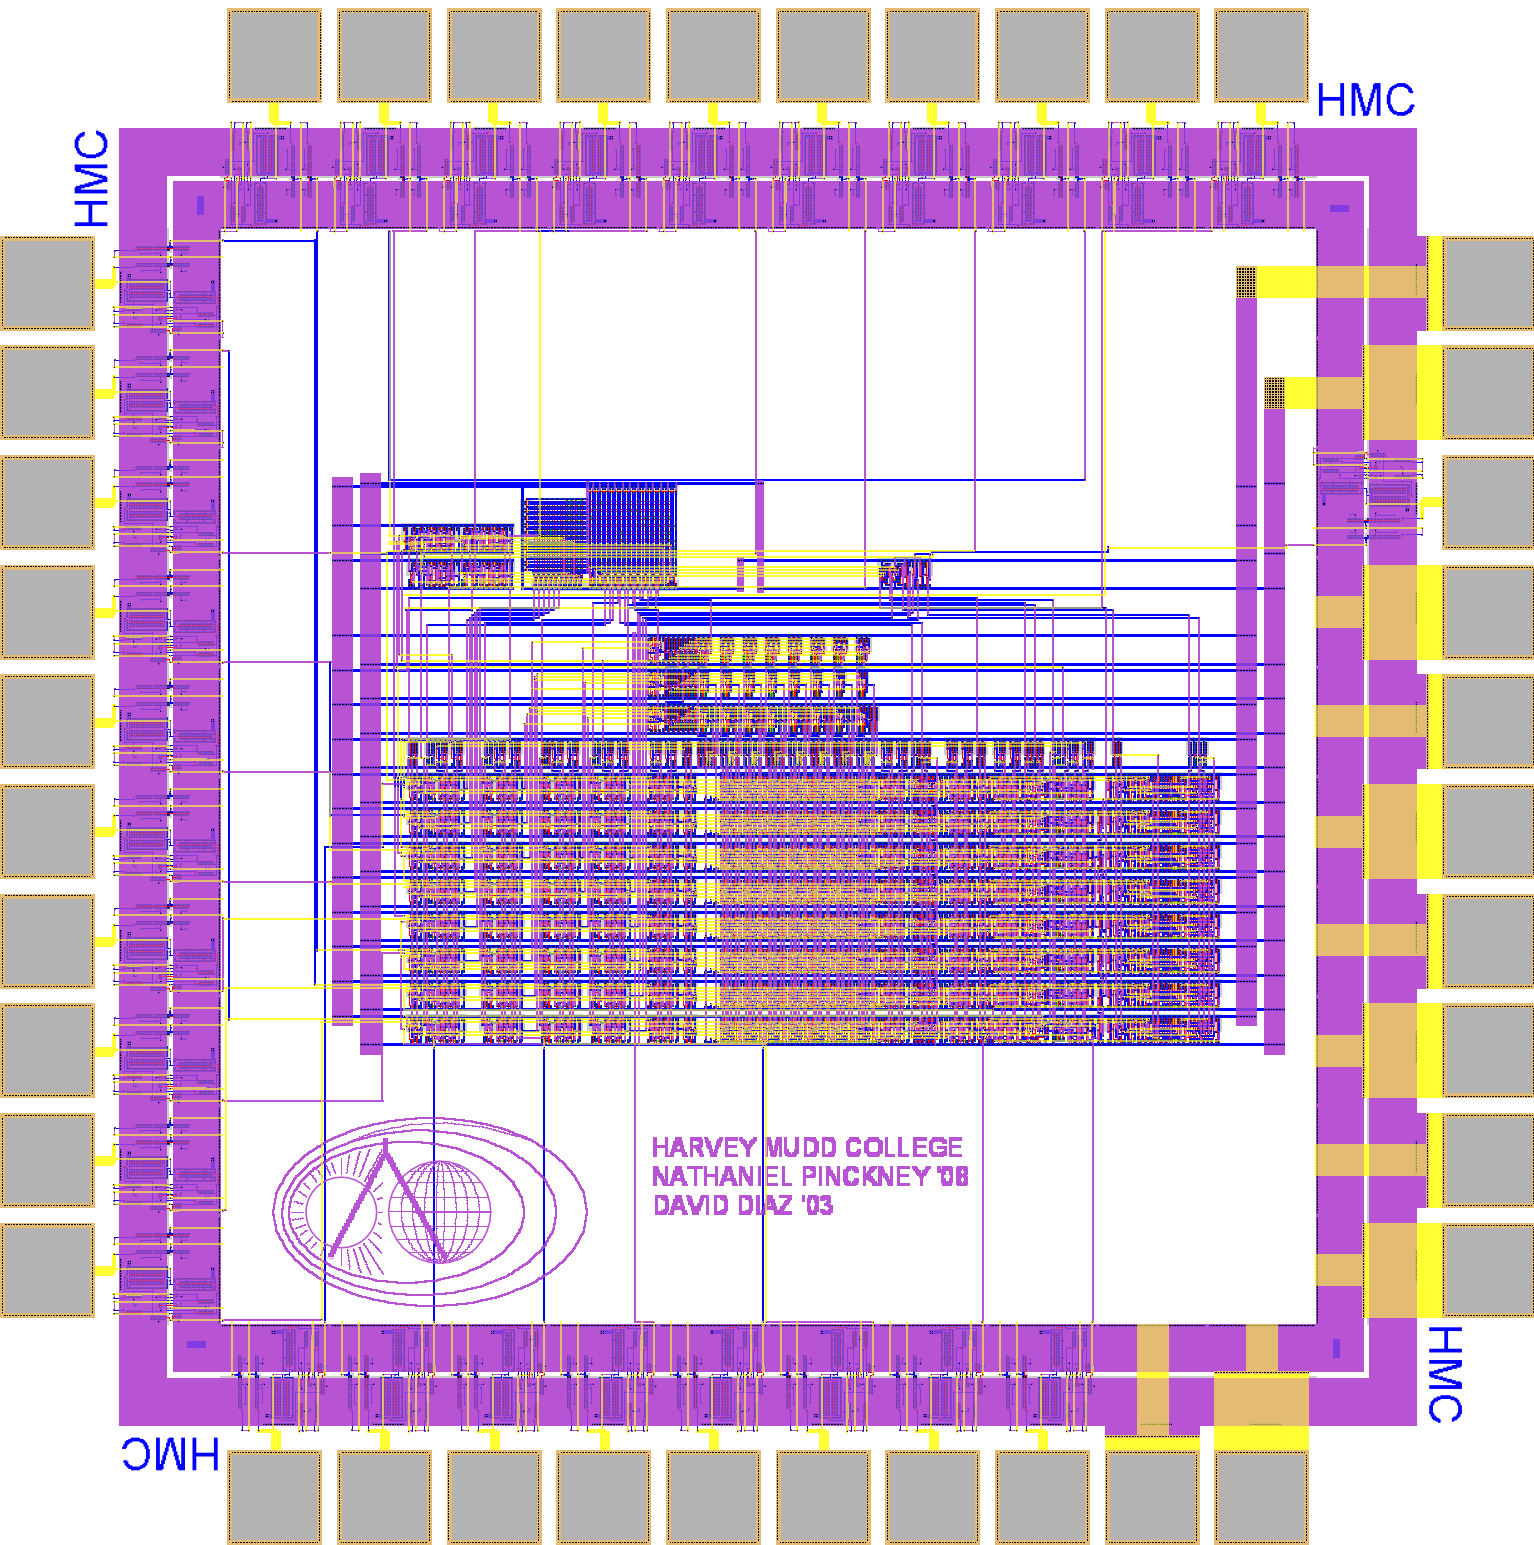 HMC
HMC
HARVEY MUDD COLLEGE
NATHANIEL PINCKNEY '08
DAVID DIAZ '03
HMC
HMC